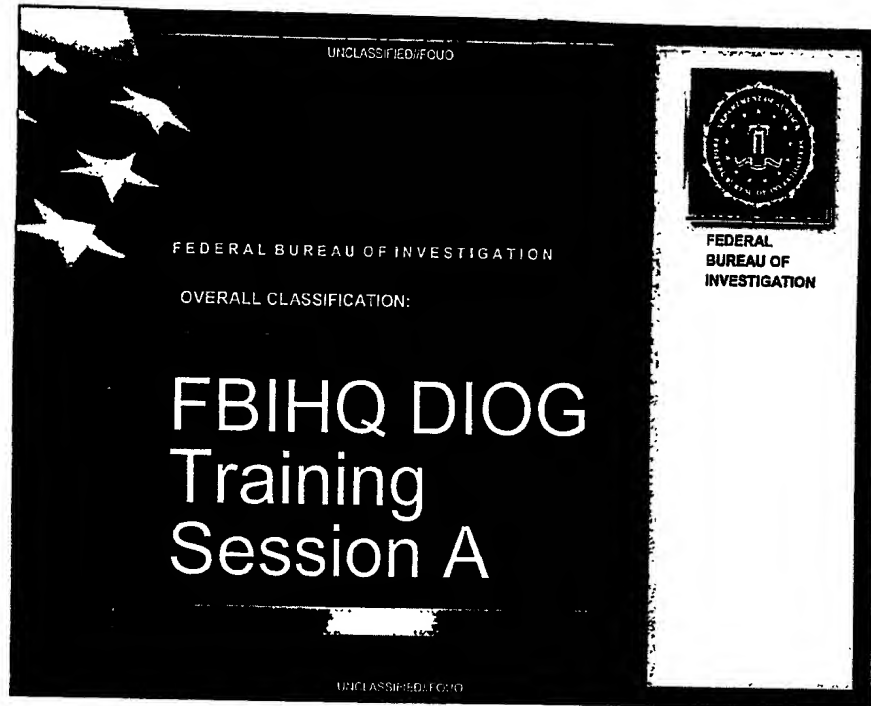 UNCLASSIFIED//FOUO
FEDERAL BUREAU OF INVESTIGATION
OVERALL CLASSIFICATION:
FBIHQ DIOG
Training
Session A
UNCLASSIFIED//FOUO
FEDERAL
BUREAU OF
INVESTIGATION